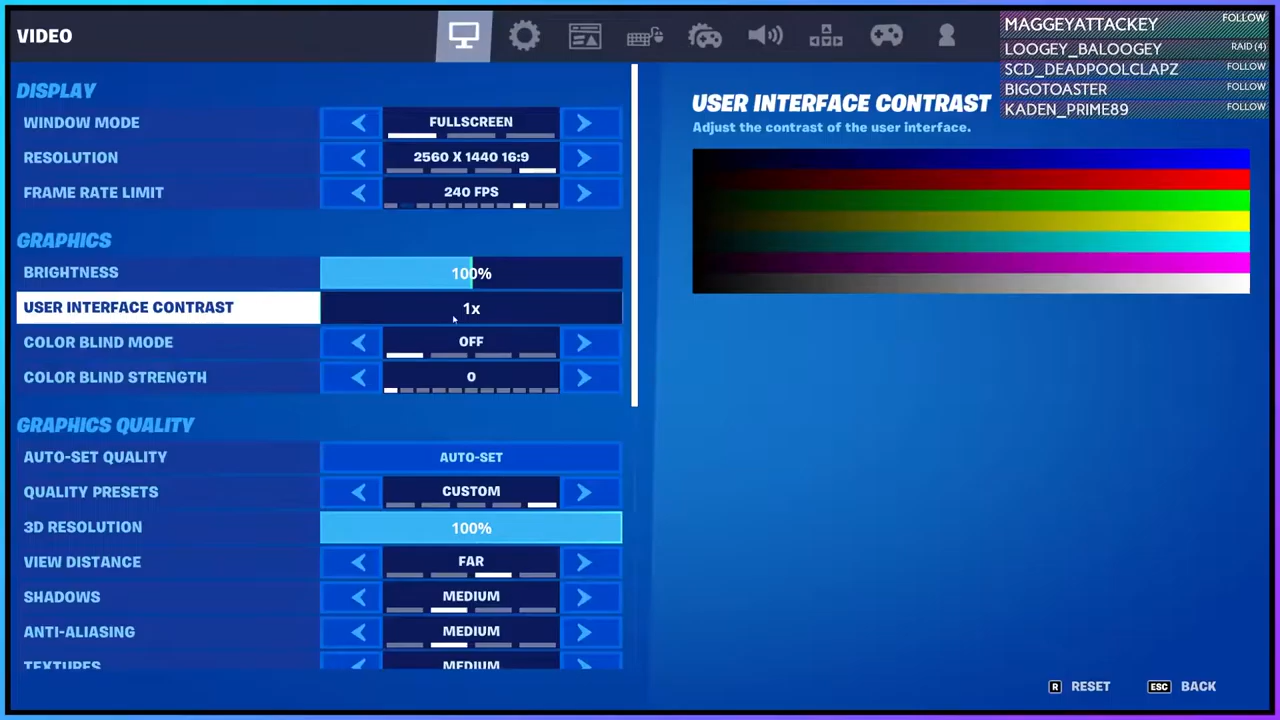 VIDEO
MAGGEYATTACKEY FOLLOW
LOOGEY_BALOOGEY RAID (4)
SCD_DEADPOOLCLAPZ FOLLOW
BIGOTOASTER FOLLOW
KADEN_PRIME89 FOLLOW
DISPLAY
WINDOW MODE FULLSCREEN
RESOLUTION 2560 X 1440 16:9
FRAME RATE LIMIT 240 FPS
GRAPHICS
BRIGHTNESS 100%
USER INTERFACE CONTRAST 1x
COLOR BLIND MODE OFF
COLOR BLIND STRENGTH 0
GRAPHICS QUALITY
AUTO-SET QUALITY AUTO-SET
QUALITY PRESETS CUSTOM
3D RESOLUTION 100%
VIEW DISTANCE FAR
SHADOWS MEDIUM
ANTI-ALIASING MEDIUM
TEXTURES MEDIUM
USER INTERFACE CONTRAST
Adjust the contrast of the user interface.
R RESET ESC BACK